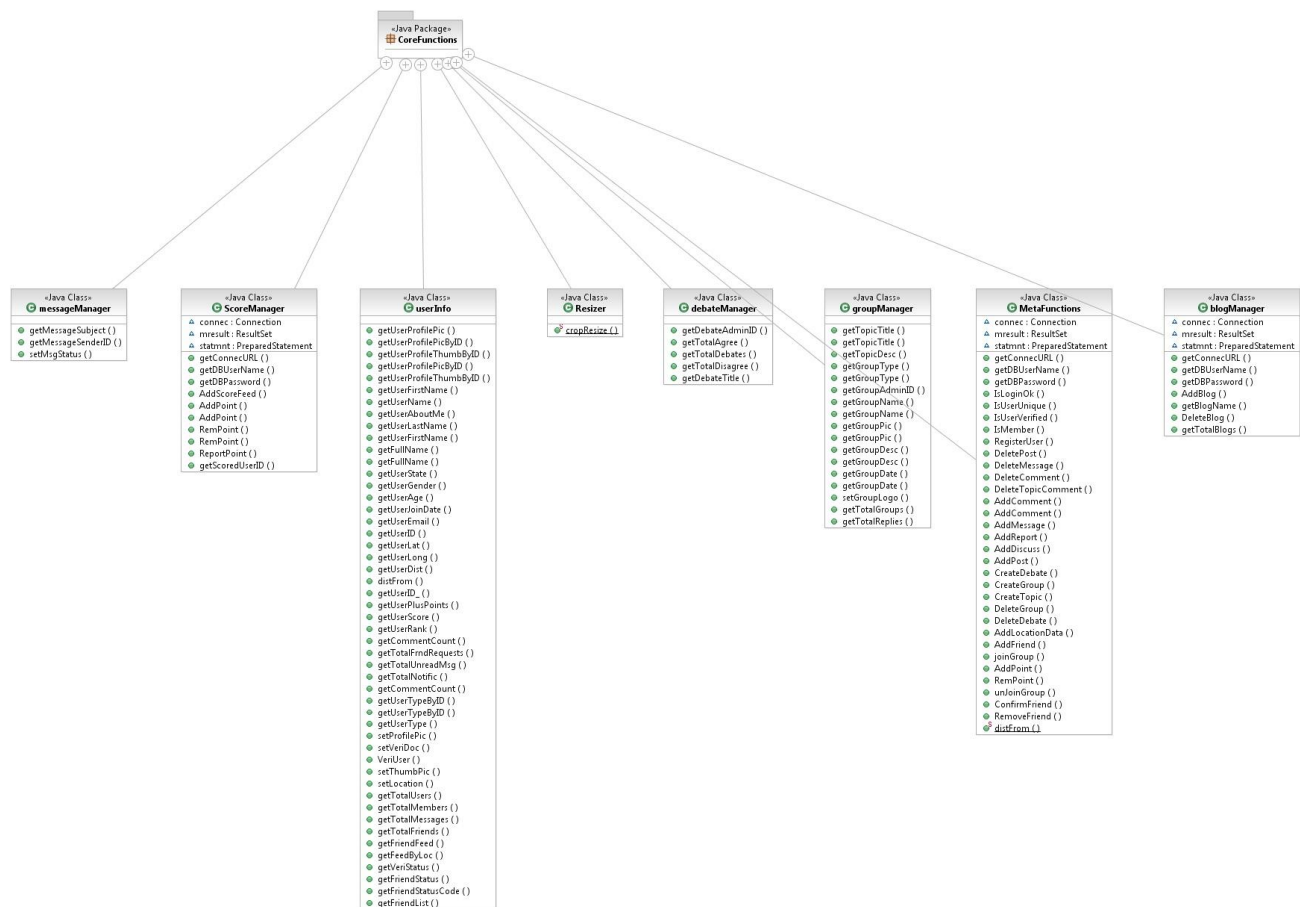 «Java Package»
CoreFunctions
«Java Class»
messageManager
getMessageSubject ( )
getMessageSenderID ( )
setMsgStatus ( )
«Java Class»
ScoreManager
connec : Connection
mresult : ResultSet
statmnt : PreparedStatement
getConnecURL ( )
getDBUserName ( )
getDBPassword ( )
AddScoreFeed ( )
AddPoint ( )
AddPoint ( )
RemPoint ( )
RemPoint ( )
ReportPoint ( )
getScoredUserID ( )
«Java Class»
userInfo
getUserProfilePic ( )
getUserProfilePicByID ( )
getUserProfileThumbByID ( )
getUserProfilePicByID ( )
getUserProfileThumbByID ( )
getUserFirstName ( )
getUserName ( )
getUserAboutMe ( )
getUserLastName ( )
getUserFirstName ( )
getFullName ( )
getFullName ( )
getUserState ( )
getUserGender ( )
getUserAge ( )
getUserJoinDate ( )
getUserEmail ( )
getUserID ( )
getUserLat ( )
getUserLong ( )
getUserDist ( )
distFrom ( )
getUserID_ ( )
getUserPlusPoints ( )
getUserScore ( )
getUserRank ( )
getCommentCount ( )
getTotalFrndRequests ( )
getTotalUnreadMsg ( )
getTotalNotific ( )
getCommentCount ( )
getUserTypeByID ( )
getUserTypeByID ( )
getUserType ( )
setProfilePic ( )
setVeriDoc ( )
VeriUser ( )
setThumbPic ( )
setLocation ( )
getTotalUsers ( )
getTotalMembers ( )
getTotalMessages ( )
getTotalFriends ( )
getFriendFeed ( )
getFeedByLoc ( )
getVeriStatus ( )
getFriendStatus ( )
getFriendStatusCode ( )
getFriendList ( )
«Java Class»
Resizer
cropResize ( )
«Java Class»
debateManager
getDebateAdminID ( )
getTotalAgree ( )
getTotalDebates ( )
getTotalDisagree ( )
getDebateTitle ( )
«Java Class»
groupManager
getTopicTitle ( )
getTopicTitle ( )
getTopicDesc ( )
getGroupType ( )
getGroupType ( )
getGroupAdminID ( )
getGroupName ( )
getGroupName ( )
getGroupPic ( )
getGroupPic ( )
getGroupDesc ( )
getGroupDesc ( )
getGroupDate ( )
getGroupDate ( )
setGroupLogo ( )
getTotalGroups ( )
getTotalReplies ( )
«Java Class»
MetaFunctions
connec : Connection
mresult : ResultSet
statmnt : PreparedStatement
getConnecURL ( )
getDBUserName ( )
getDBPassword ( )
IsLoginOk ( )
IsUserUnique ( )
IsUserVerified ( )
IsMember ( )
RegisterUser ( )
DeletePost ( )
DeleteMessage ( )
DeleteComment ( )
DeleteTopicComment ( )
AddComment ( )
AddComment ( )
AddMessage ( )
AddReport ( )
AddDiscuss ( )
AddPost ( )
CreateDebate ( )
CreateGroup ( )
CreateTopic ( )
DeleteGroup ( )
DeleteDebate ( )
AddLocationData ( )
AddFriend ( )
joinGroup ( )
AddPoint ( )
RemPoint ( )
unJoinGroup ( )
ConfirmFriend ( )
RemoveFriend ( )
distFrom ( )
«Java Class»
blogManager
connec : Connection
mresult : ResultSet
statmnt : PreparedStatement
getConnecURL ( )
getDBUserName ( )
getDBPassword ( )
AddBlog ( )
getBlogName ( )
DeleteBlog ( )
getTotalBlogs ( )